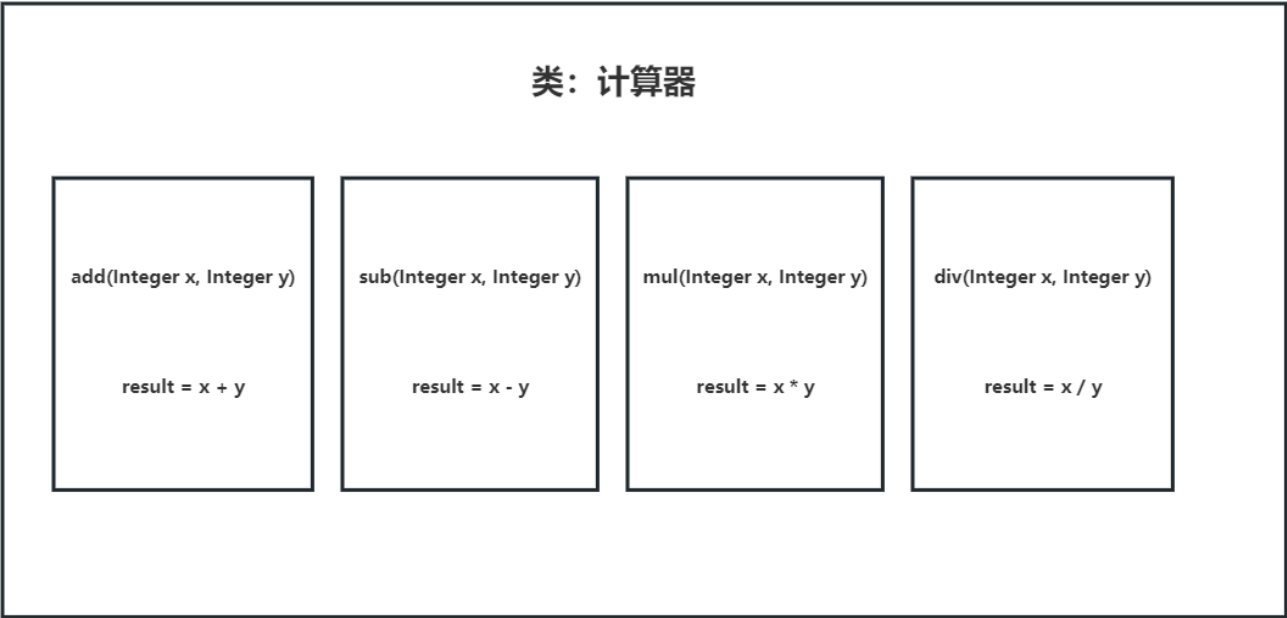 类：计算器
add(Integer x, Integer y)
result = x + y
sub(Integer x, Integer y)
result = x - y
mul(Integer x, Integer y)
result = x * y
div(Integer x, Integer y)
result = x / y